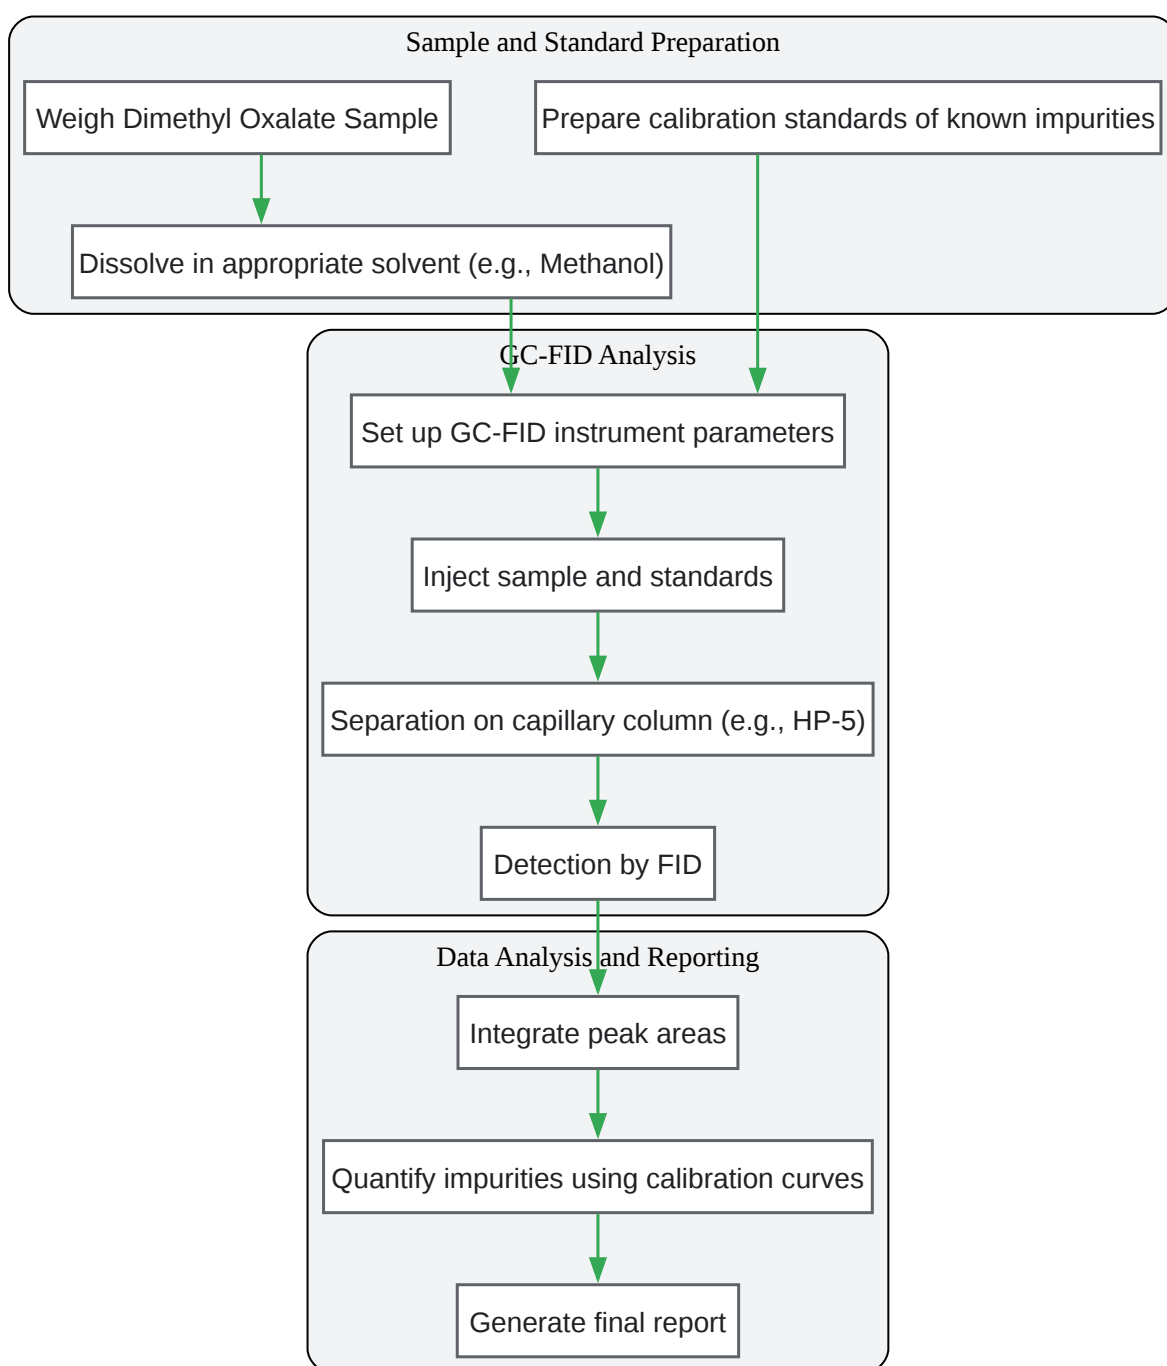 Sample and Standard Preparation
Weigh Dimethyl Oxalate Sample
Prepare calibration standards of known impurities
Dissolve in appropriate solvent (e.g., Methanol)
GC-FID Analysis
Set up GC-FID instrument parameters
Inject sample and standards
Separation on capillary column (e.g., HP-5)
Detection by FID
Data Analysis and Reporting
Integrate peak areas
Quantify impurities using calibration curves
Generate final report